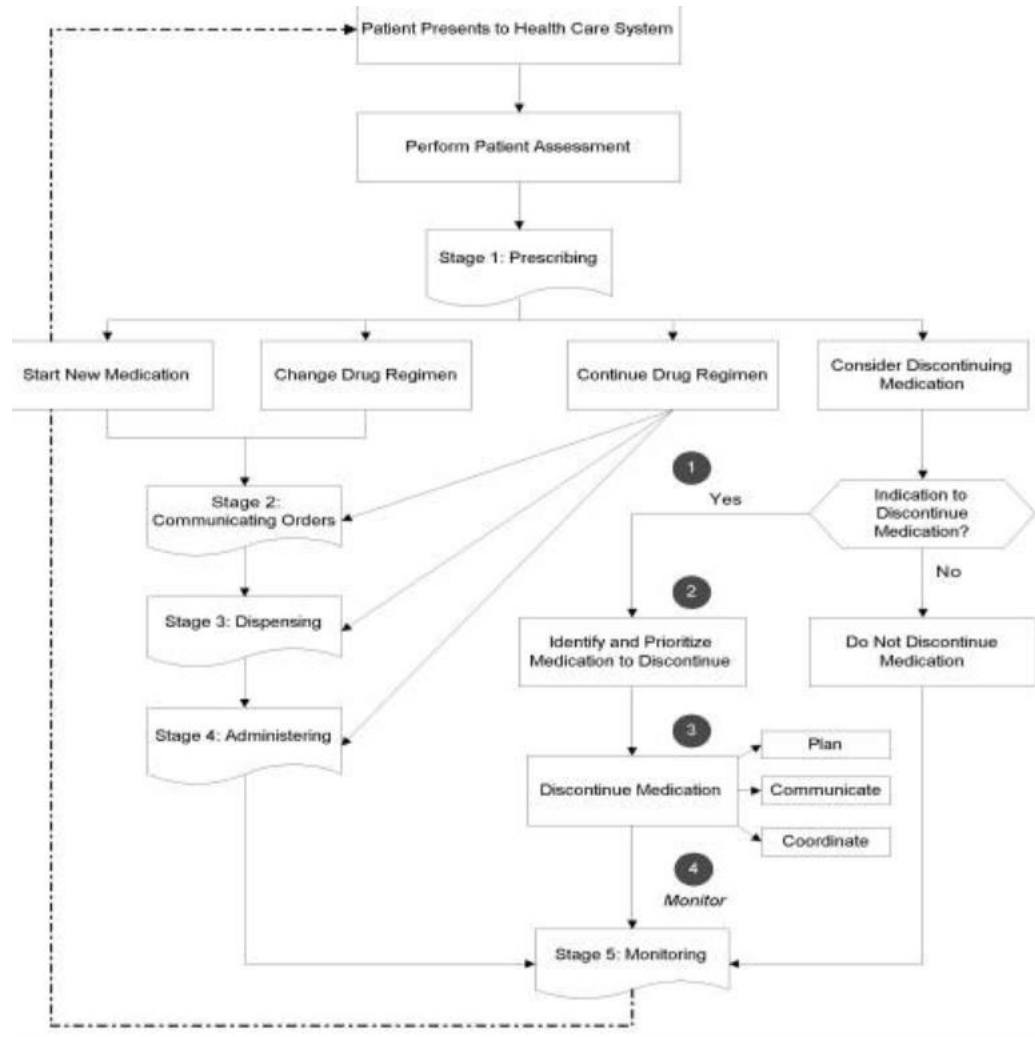 Patient Presents to Health Care System
Perform Patient Assessment
Stage 1: Prescribing
Start New Medication
Change Drug Regimen
Continue Drug Regimen
Consider Discontinuing
Medication
1
Yes
Indication to
Discontinue
Medication?
Stage 2:
Communicating Orders
No
2
Stage 3: Dispensing
Identify and Prioritize
Medication to Discontinue
Do Not Discontinue
Medication
3
Stage 4: Administering
Plan
Discontinue Medication
Communicate
Coordinate
4
Monitor
Stage 5: Monitoring